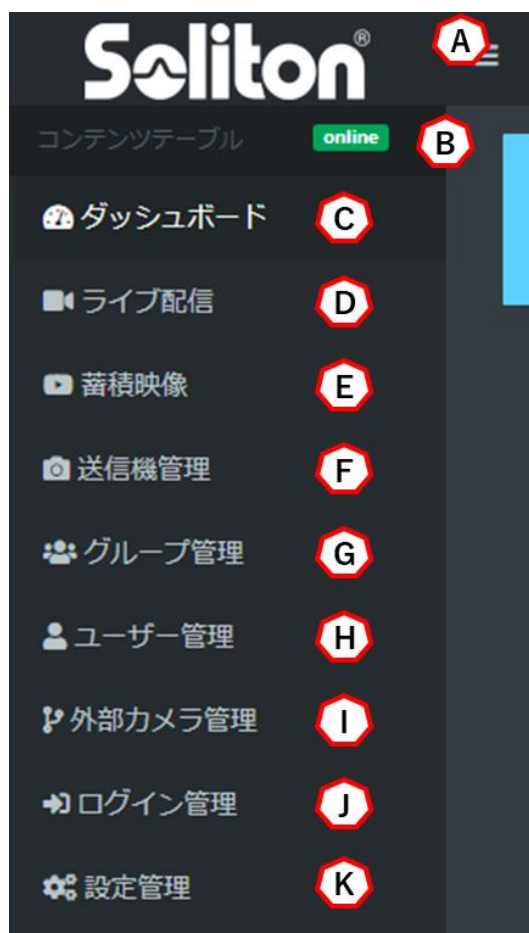 Soliton® A
コンテンツテーブル online B
ダッシュボード C
ライブ配信 D
蓄積映像 E
送信機管理 F
グループ管理 G
ユーザー管理 H
外部カメラ管理 I
ログイン管理 J
設定管理 K